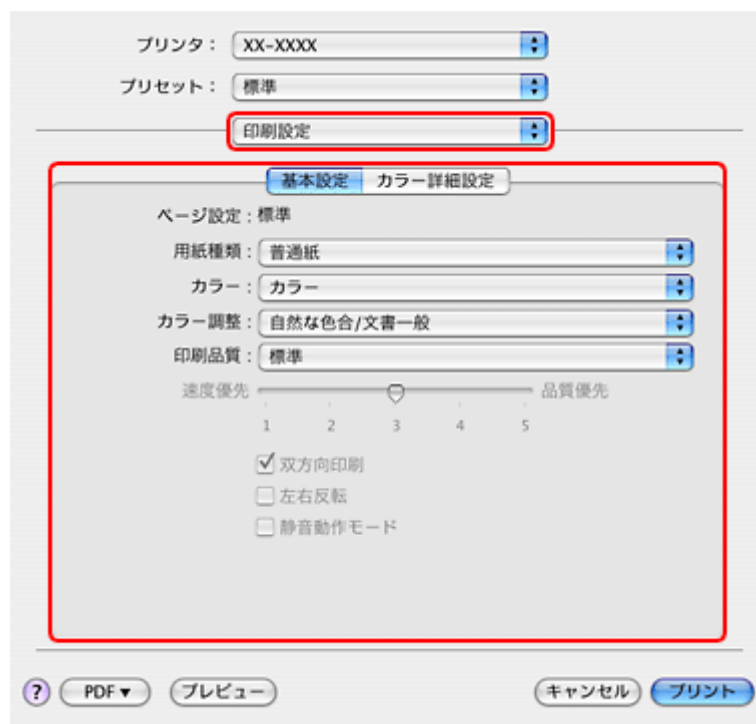 プリンタ： XX-XXXX
プリセット： 標準
印刷設定
基本設定 カラー詳細設定
ページ設定：標準
用紙種類： 普通紙
カラー： カラー
カラー調整： 自然な色合/文書一般
印刷品質： 標準
速度優先 品質優先
1 2 3 4 5
双方向印刷
左右反転
静音動作モード
? PDF▼ プレビュー キャンセル プリント